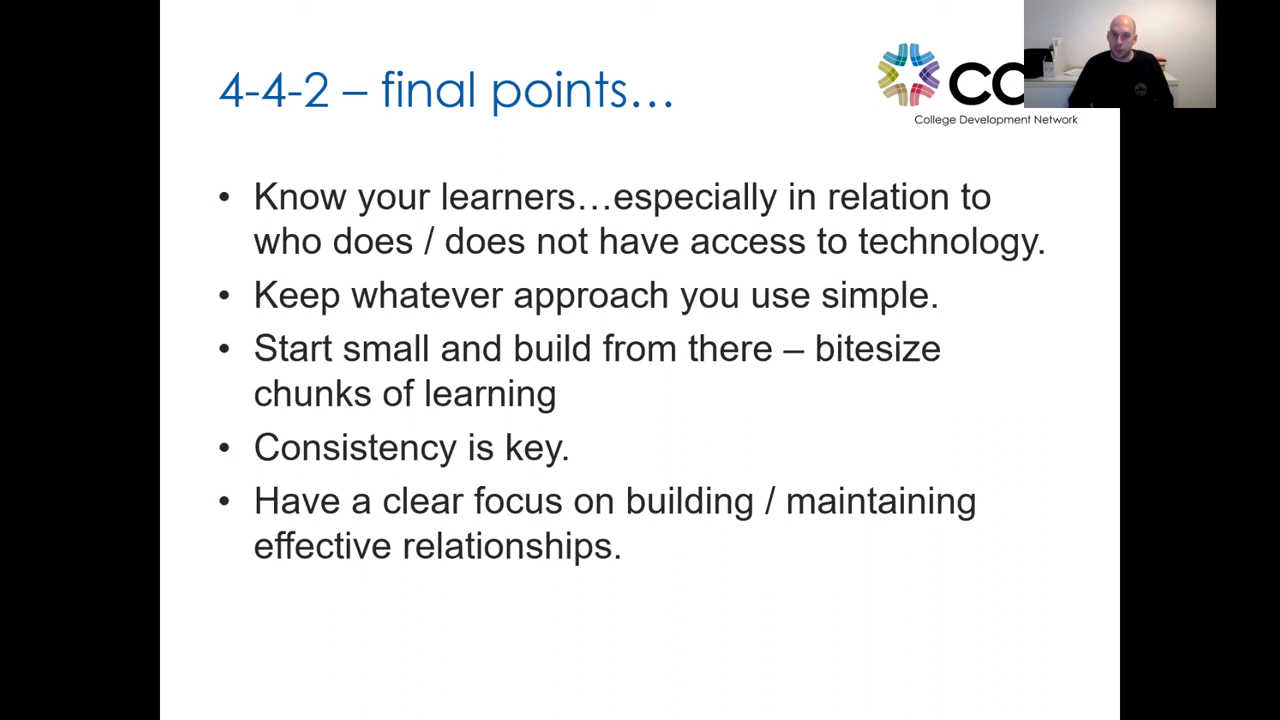 4-4-2 – final points…
College Development Network
• Know your learners…especially in relation to
who does / does not have access to technology.
• Keep whatever approach you use simple.
• Start small and build from there – bitesize
chunks of learning
• Consistency is key.
• Have a clear focus on building / maintaining
effective relationships.